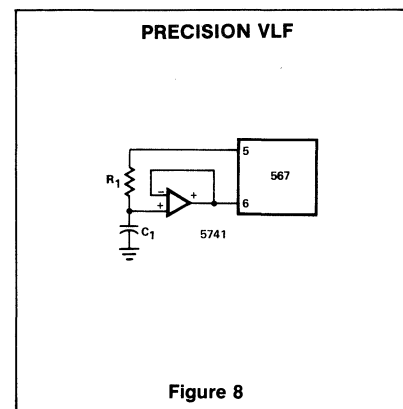 PRECISION VLF
5
R1
567
-
+
+
6
C1
5741
Figure 8